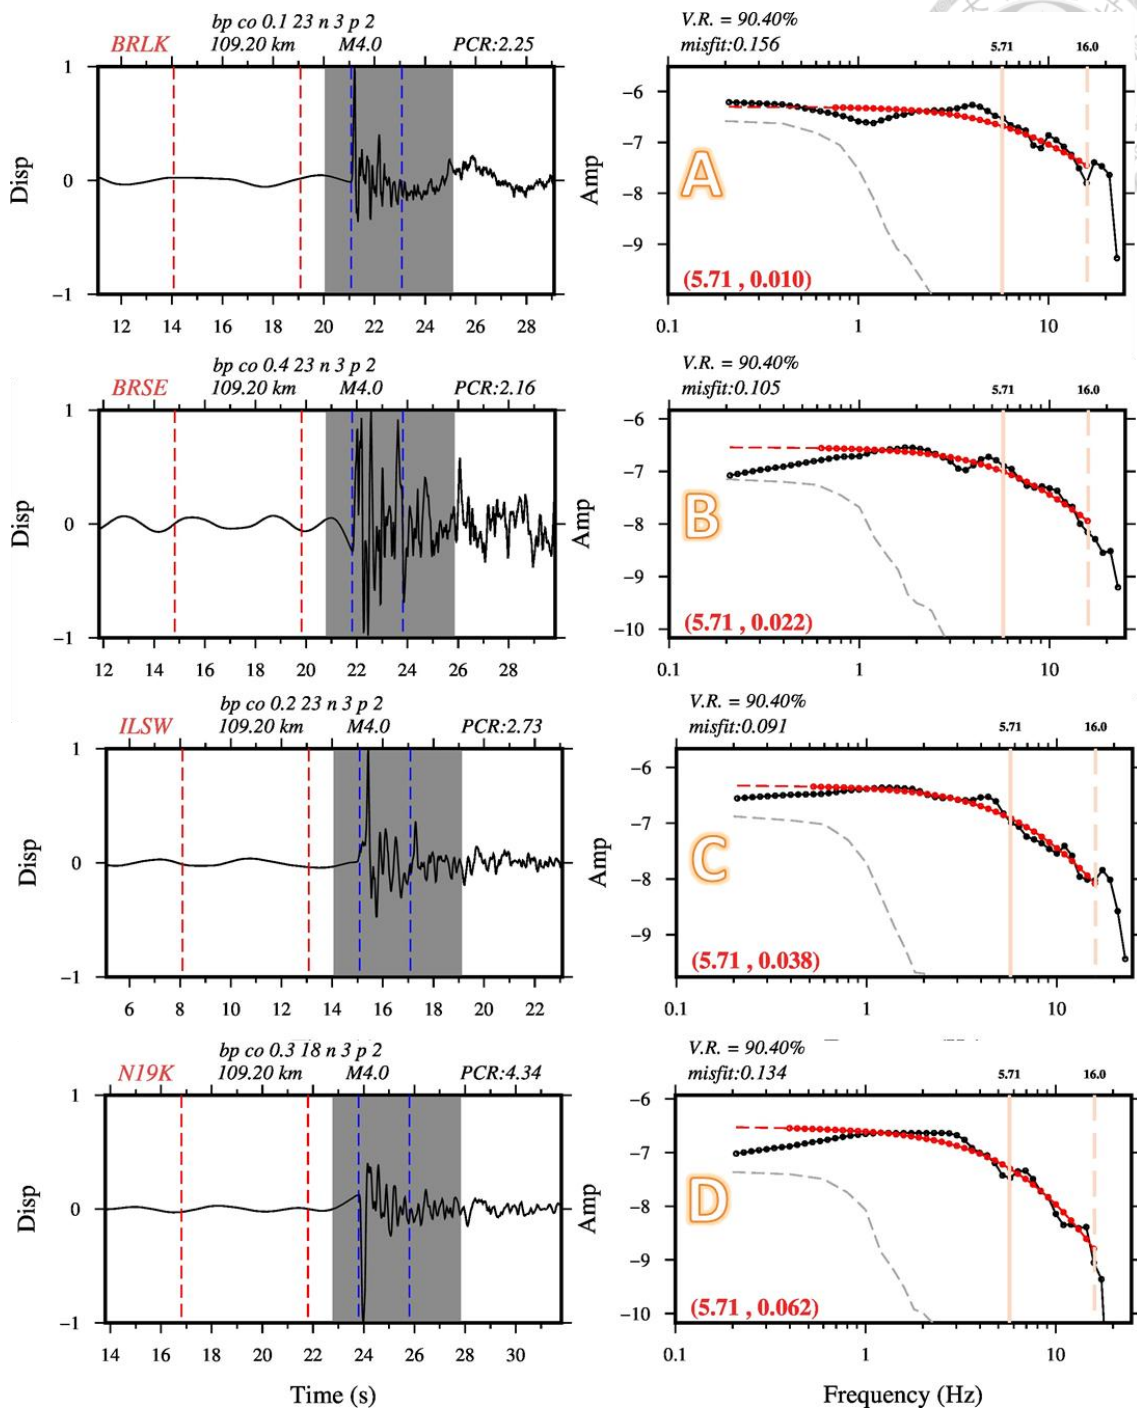 bp co 0.1 23 n 3 p 2
BRLK 109.20 km M4.0 PCR:2.25
Disp
1
0
−1
12 14 16 18 20 22 24 26 28
V.R. = 90.40%
misfit:0.156 5.71 16.0
Amp
−6
−7
−8
−9
A
(5.71 , 0.010)
0.1 1 10
bp co 0.4 23 n 3 p 2
BRSE 109.20 km M4.0 PCR:2.16
Disp
1
0
−1
12 14 16 18 20 22 24 26 28
V.R. = 90.40%
misfit:0.105 5.71 16.0
Amp
−6
−7
−8
−9
−10
B
(5.71 , 0.022)
0.1 1 10
bp co 0.2 23 n 3 p 2
ILSW 109.20 km M4.0 PCR:2.73
Disp
1
0
−1
6 8 10 12 14 16 18 20 22
V.R. = 90.40%
misfit:0.091 5.71 16.0
Amp
−6
−7
−8
−9
C
(5.71 , 0.038)
0.1 1 10
bp co 0.3 18 n 3 p 2
N19K 109.20 km M4.0 PCR:4.34
Disp
1
0
−1
14 16 18 20 22 24 26 28 30
Time (s)
V.R. = 90.40%
misfit:0.134 5.71 16.0
Amp
−6
−7
−8
−9
−10
D
(5.71 , 0.062)
0.1 1 10
Frequency (Hz)